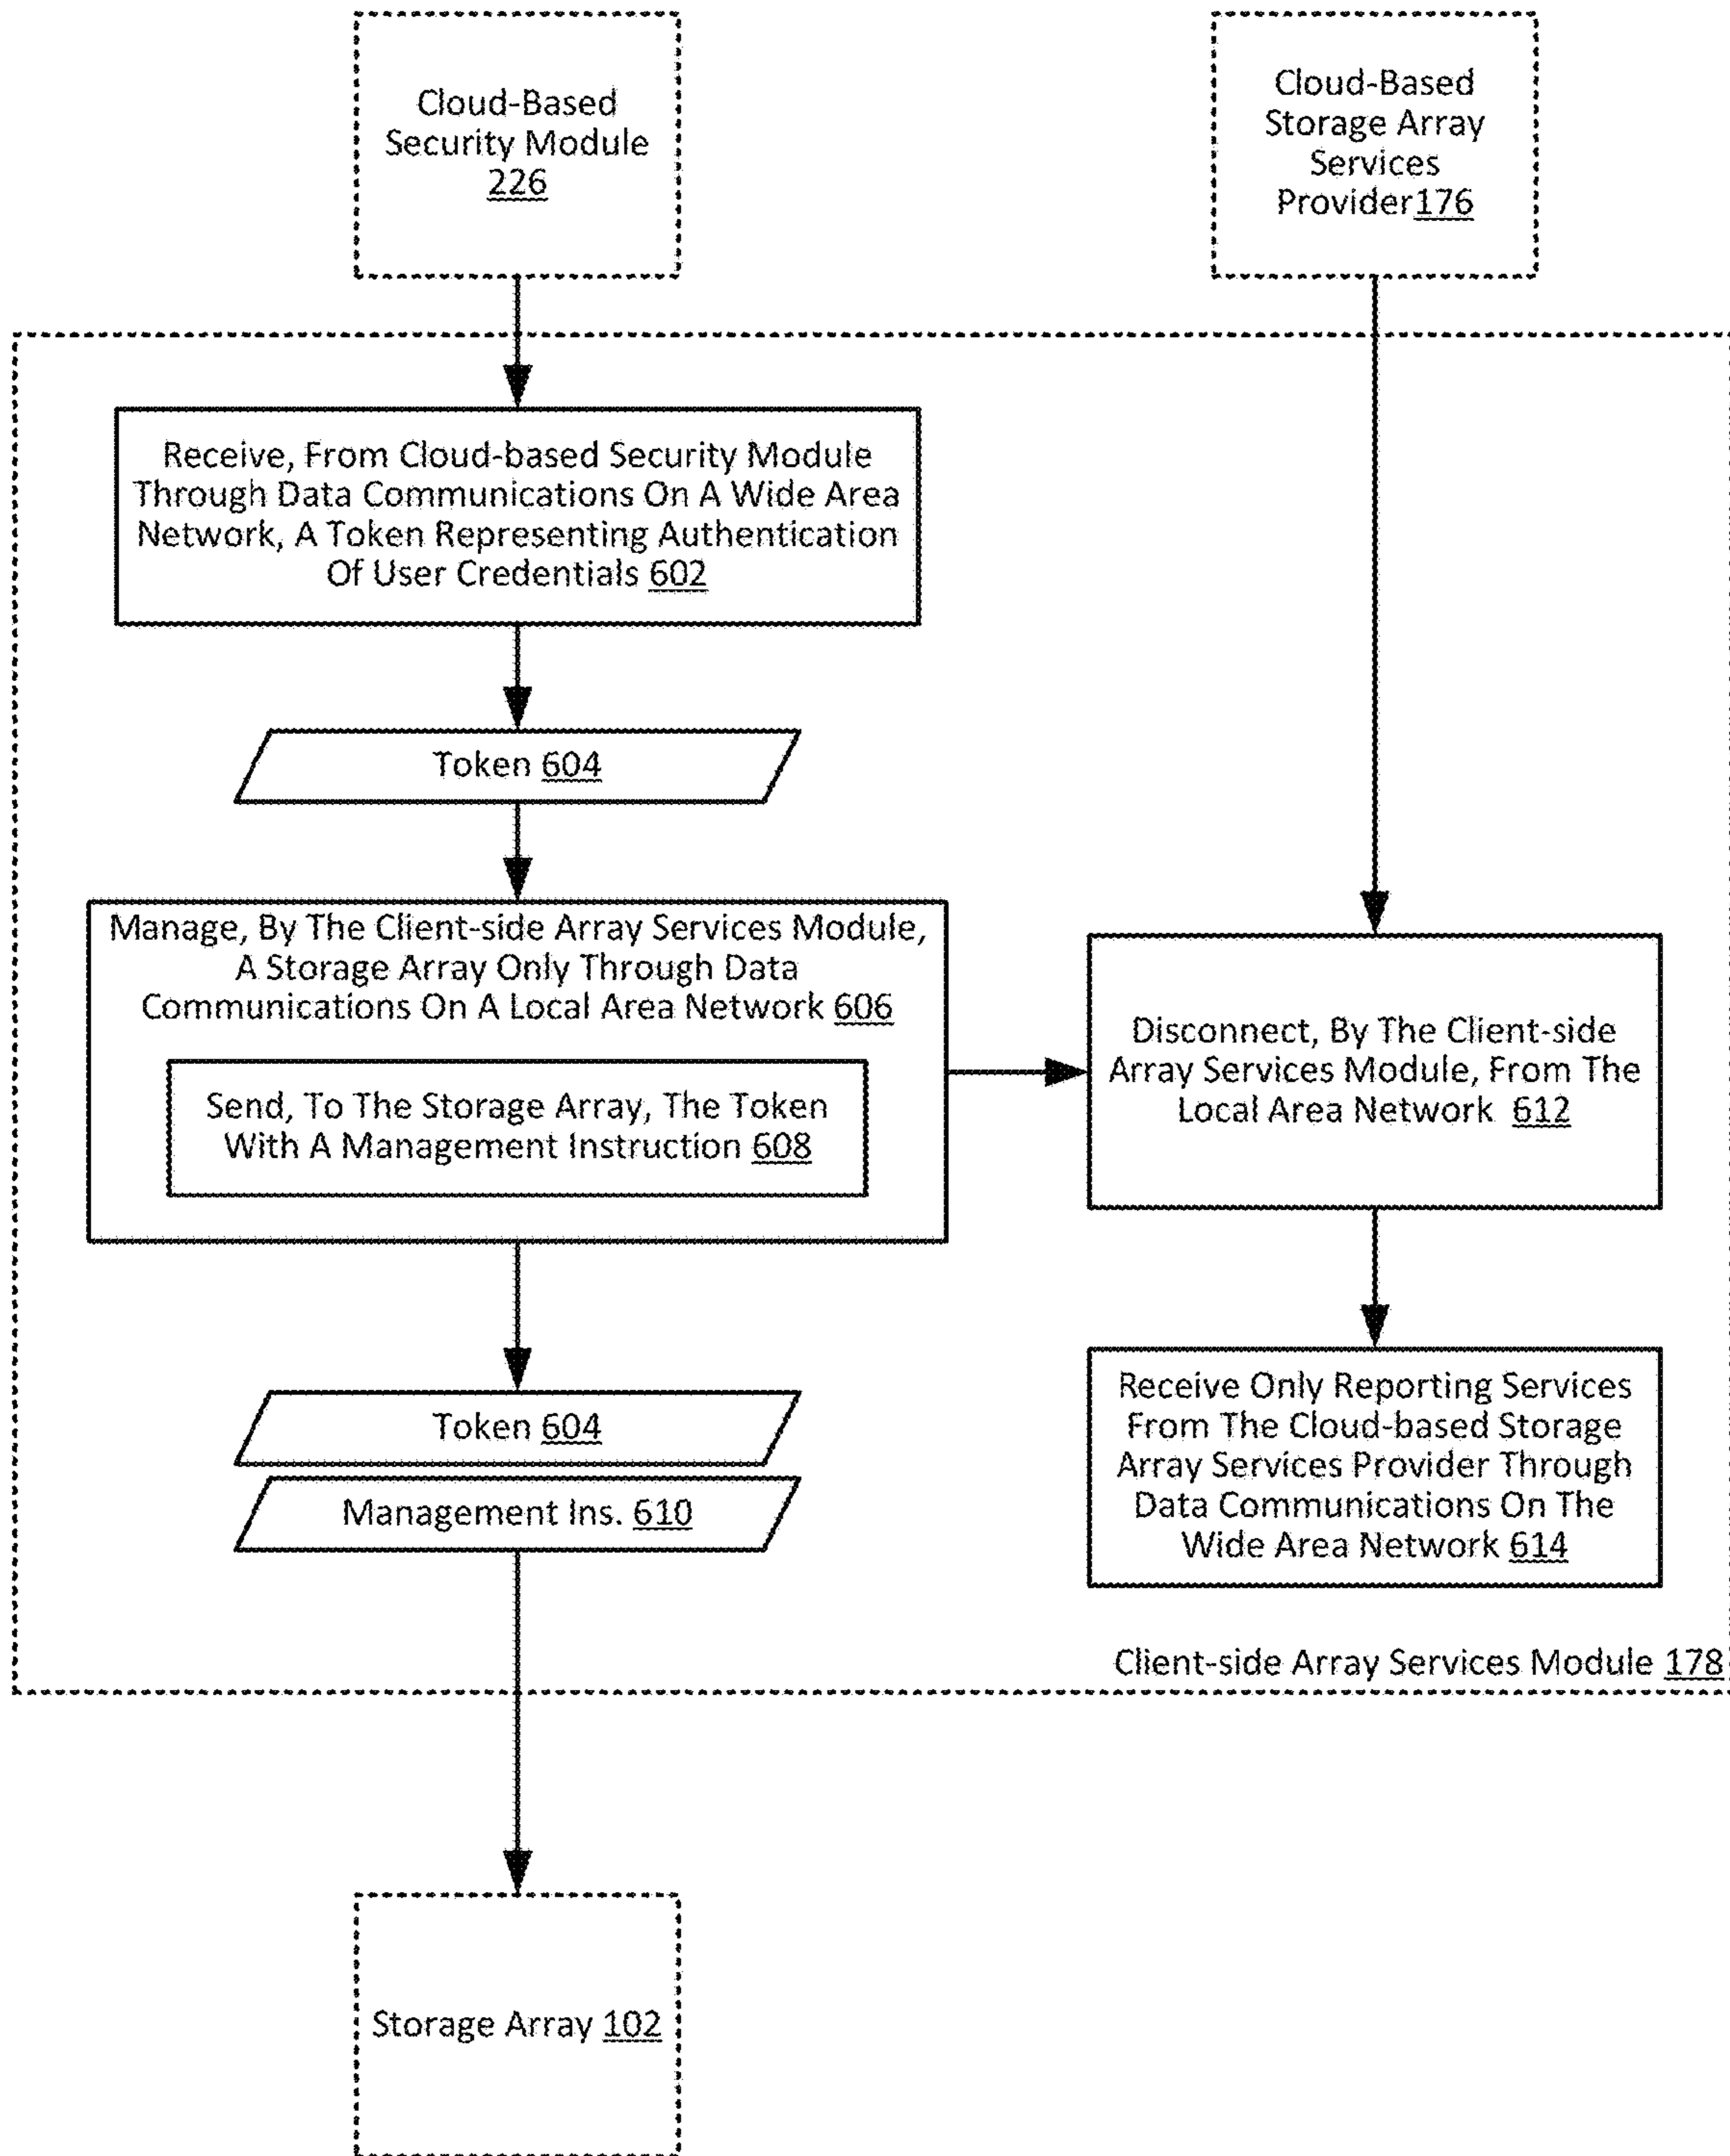 Cloud-Based
Security Module
226
Cloud-Based
Storage Array
Services
Provider176
Receive, From Cloud-based Security Module
Through Data Communications On A Wide Area
Network, A Token Representing Authentication
Of User Credentials 602
Token 604
Manage, By The Client-side Array Services Module,
A Storage Array Only Through Data
Communications On A Local Area Network 606
Send, To The Storage Array, The Token
With A Management Instruction 608
Disconnect, By The Client-side
Array Services Module, From The
Local Area Network 612
Token 604
Management Ins. 610
Receive Only Reporting Services
From The Cloud-based Storage
Array Services Provider Through
Data Communications On The
Wide Area Network 614
Client-side Array Services Module 178
Storage Array 102